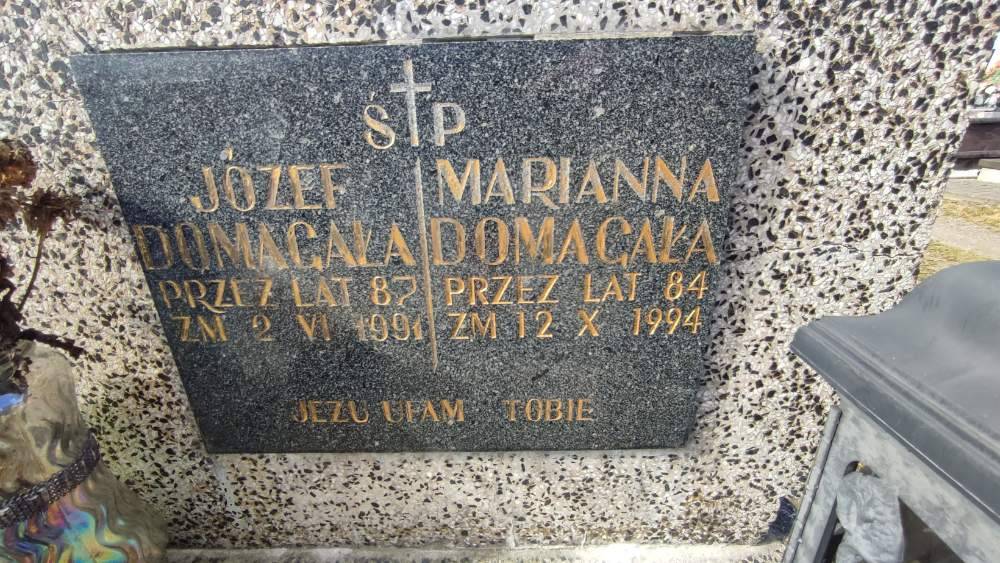 ŚP
JÓZEF
DOMAGAŁA
PRZEŻ LAT 87
ZM 2 VI 1991
MARIANNA
DOMAGAŁA
PRZEZ LAT 84
ZM 12 X 1994
JEZU UFAM TOBIE